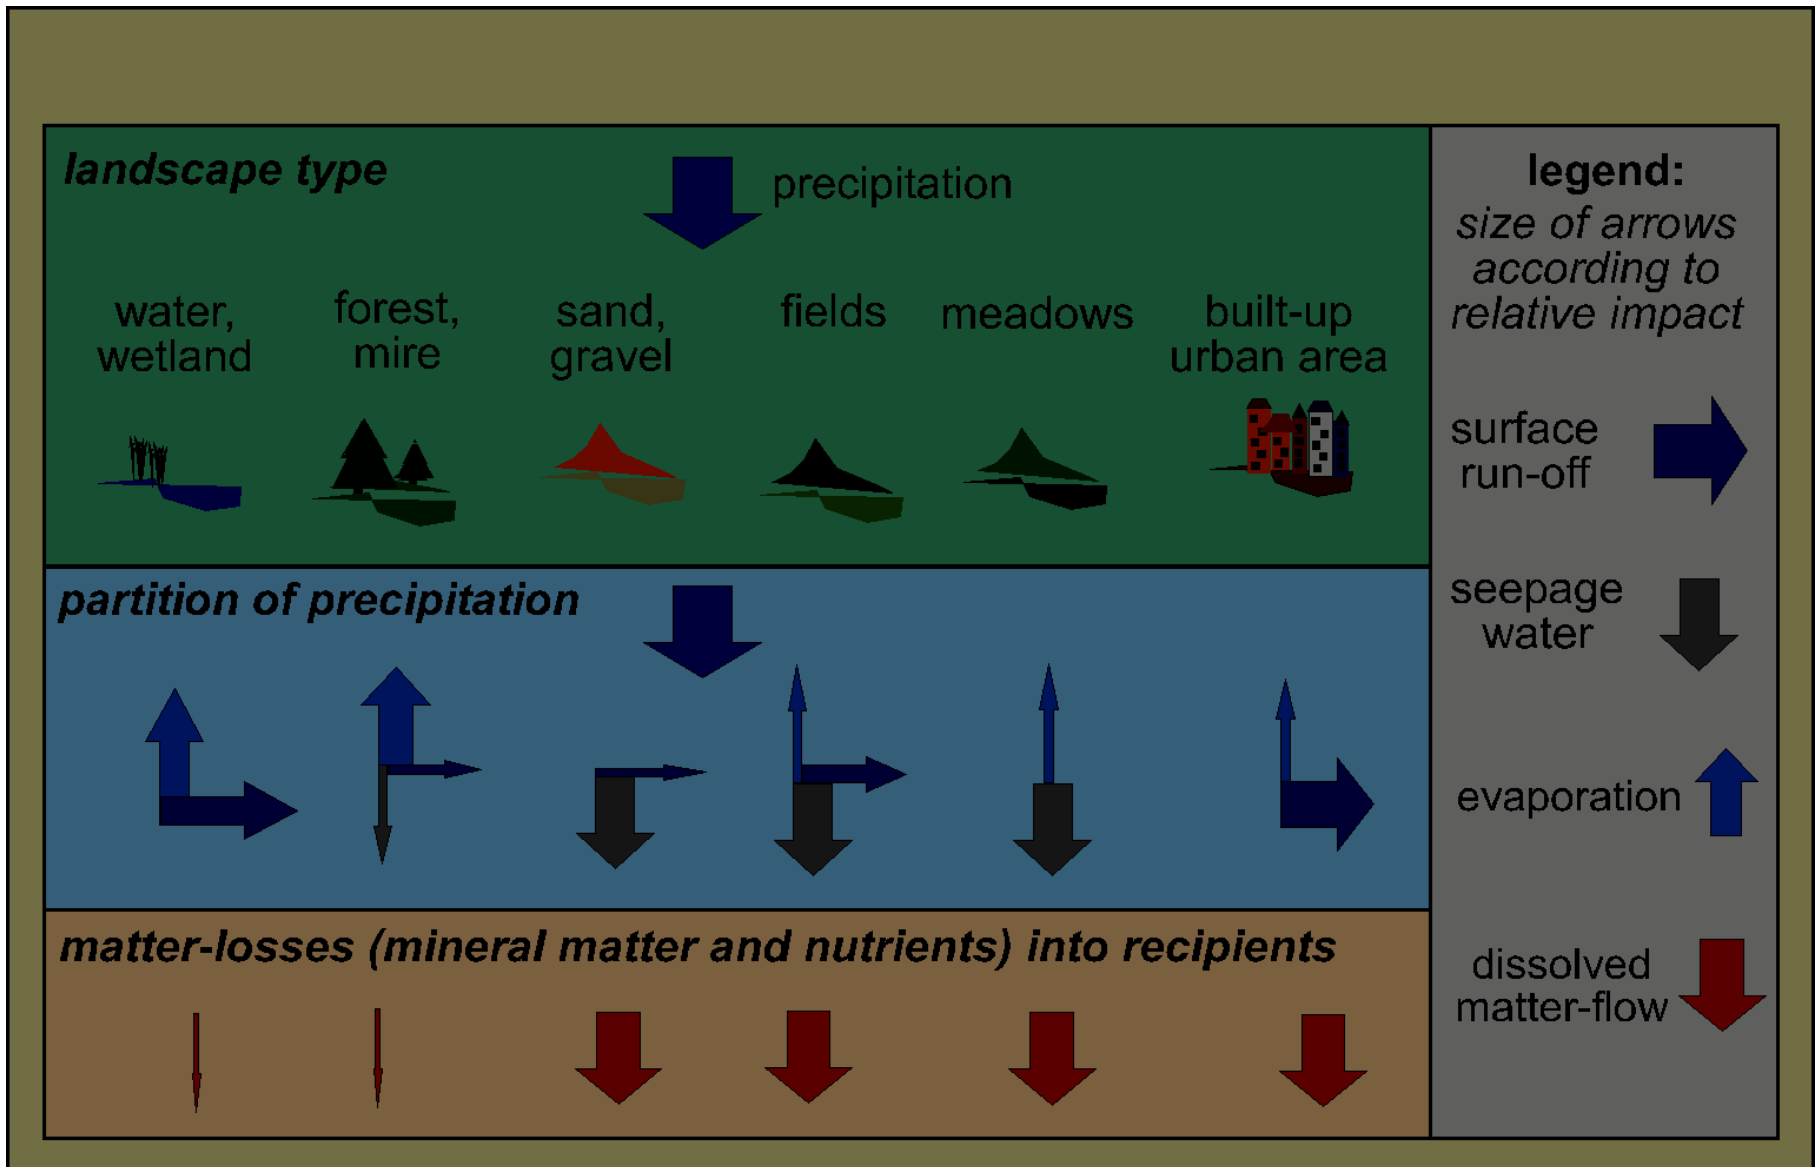 landscape type
precipitation
water,
wetland
forest,
mire
sand,
gravel
fields
meadows
built-up
urban area
partition of precipitation
matter-losses (mineral matter and nutrients) into recipients
legend:
size of arrows
according to
relative impact
surface
run-off
seepage
water
evaporation
dissolved
matter-flow